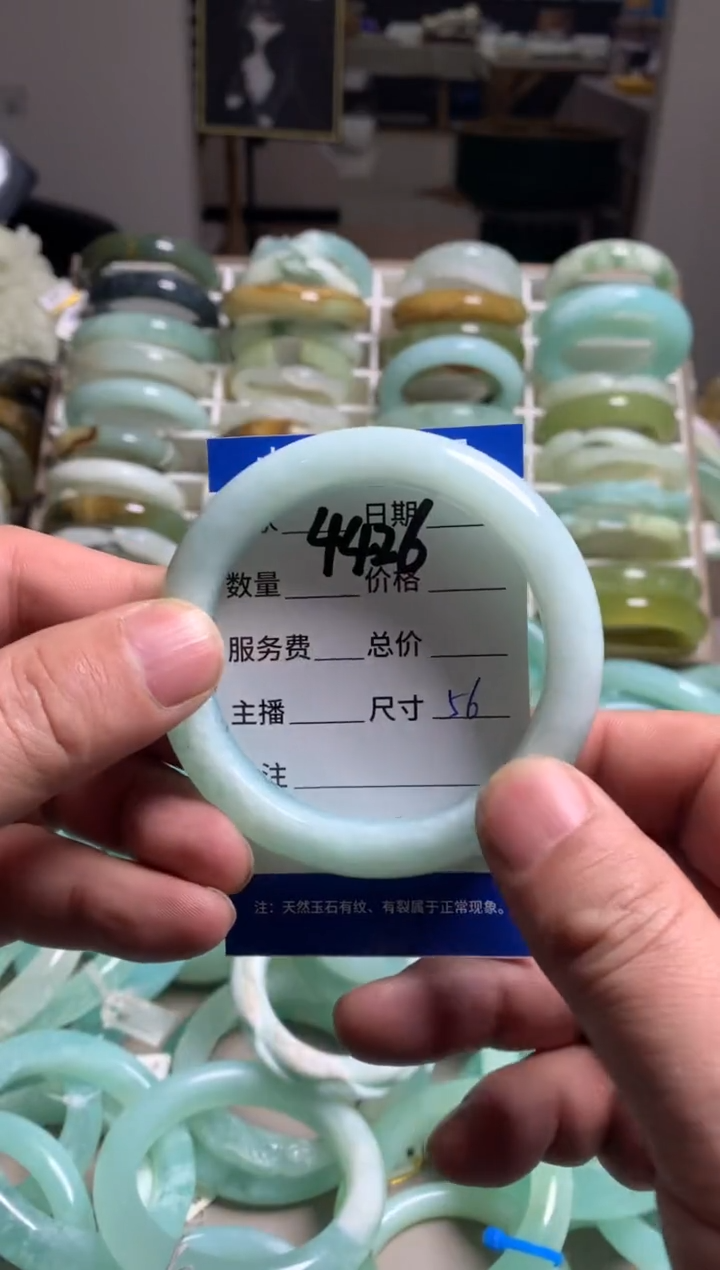 日期
4426
数量 价格
服务费 总价
主播 尺寸 56
注
注：天然玉石有纹、有裂属于正常现象。